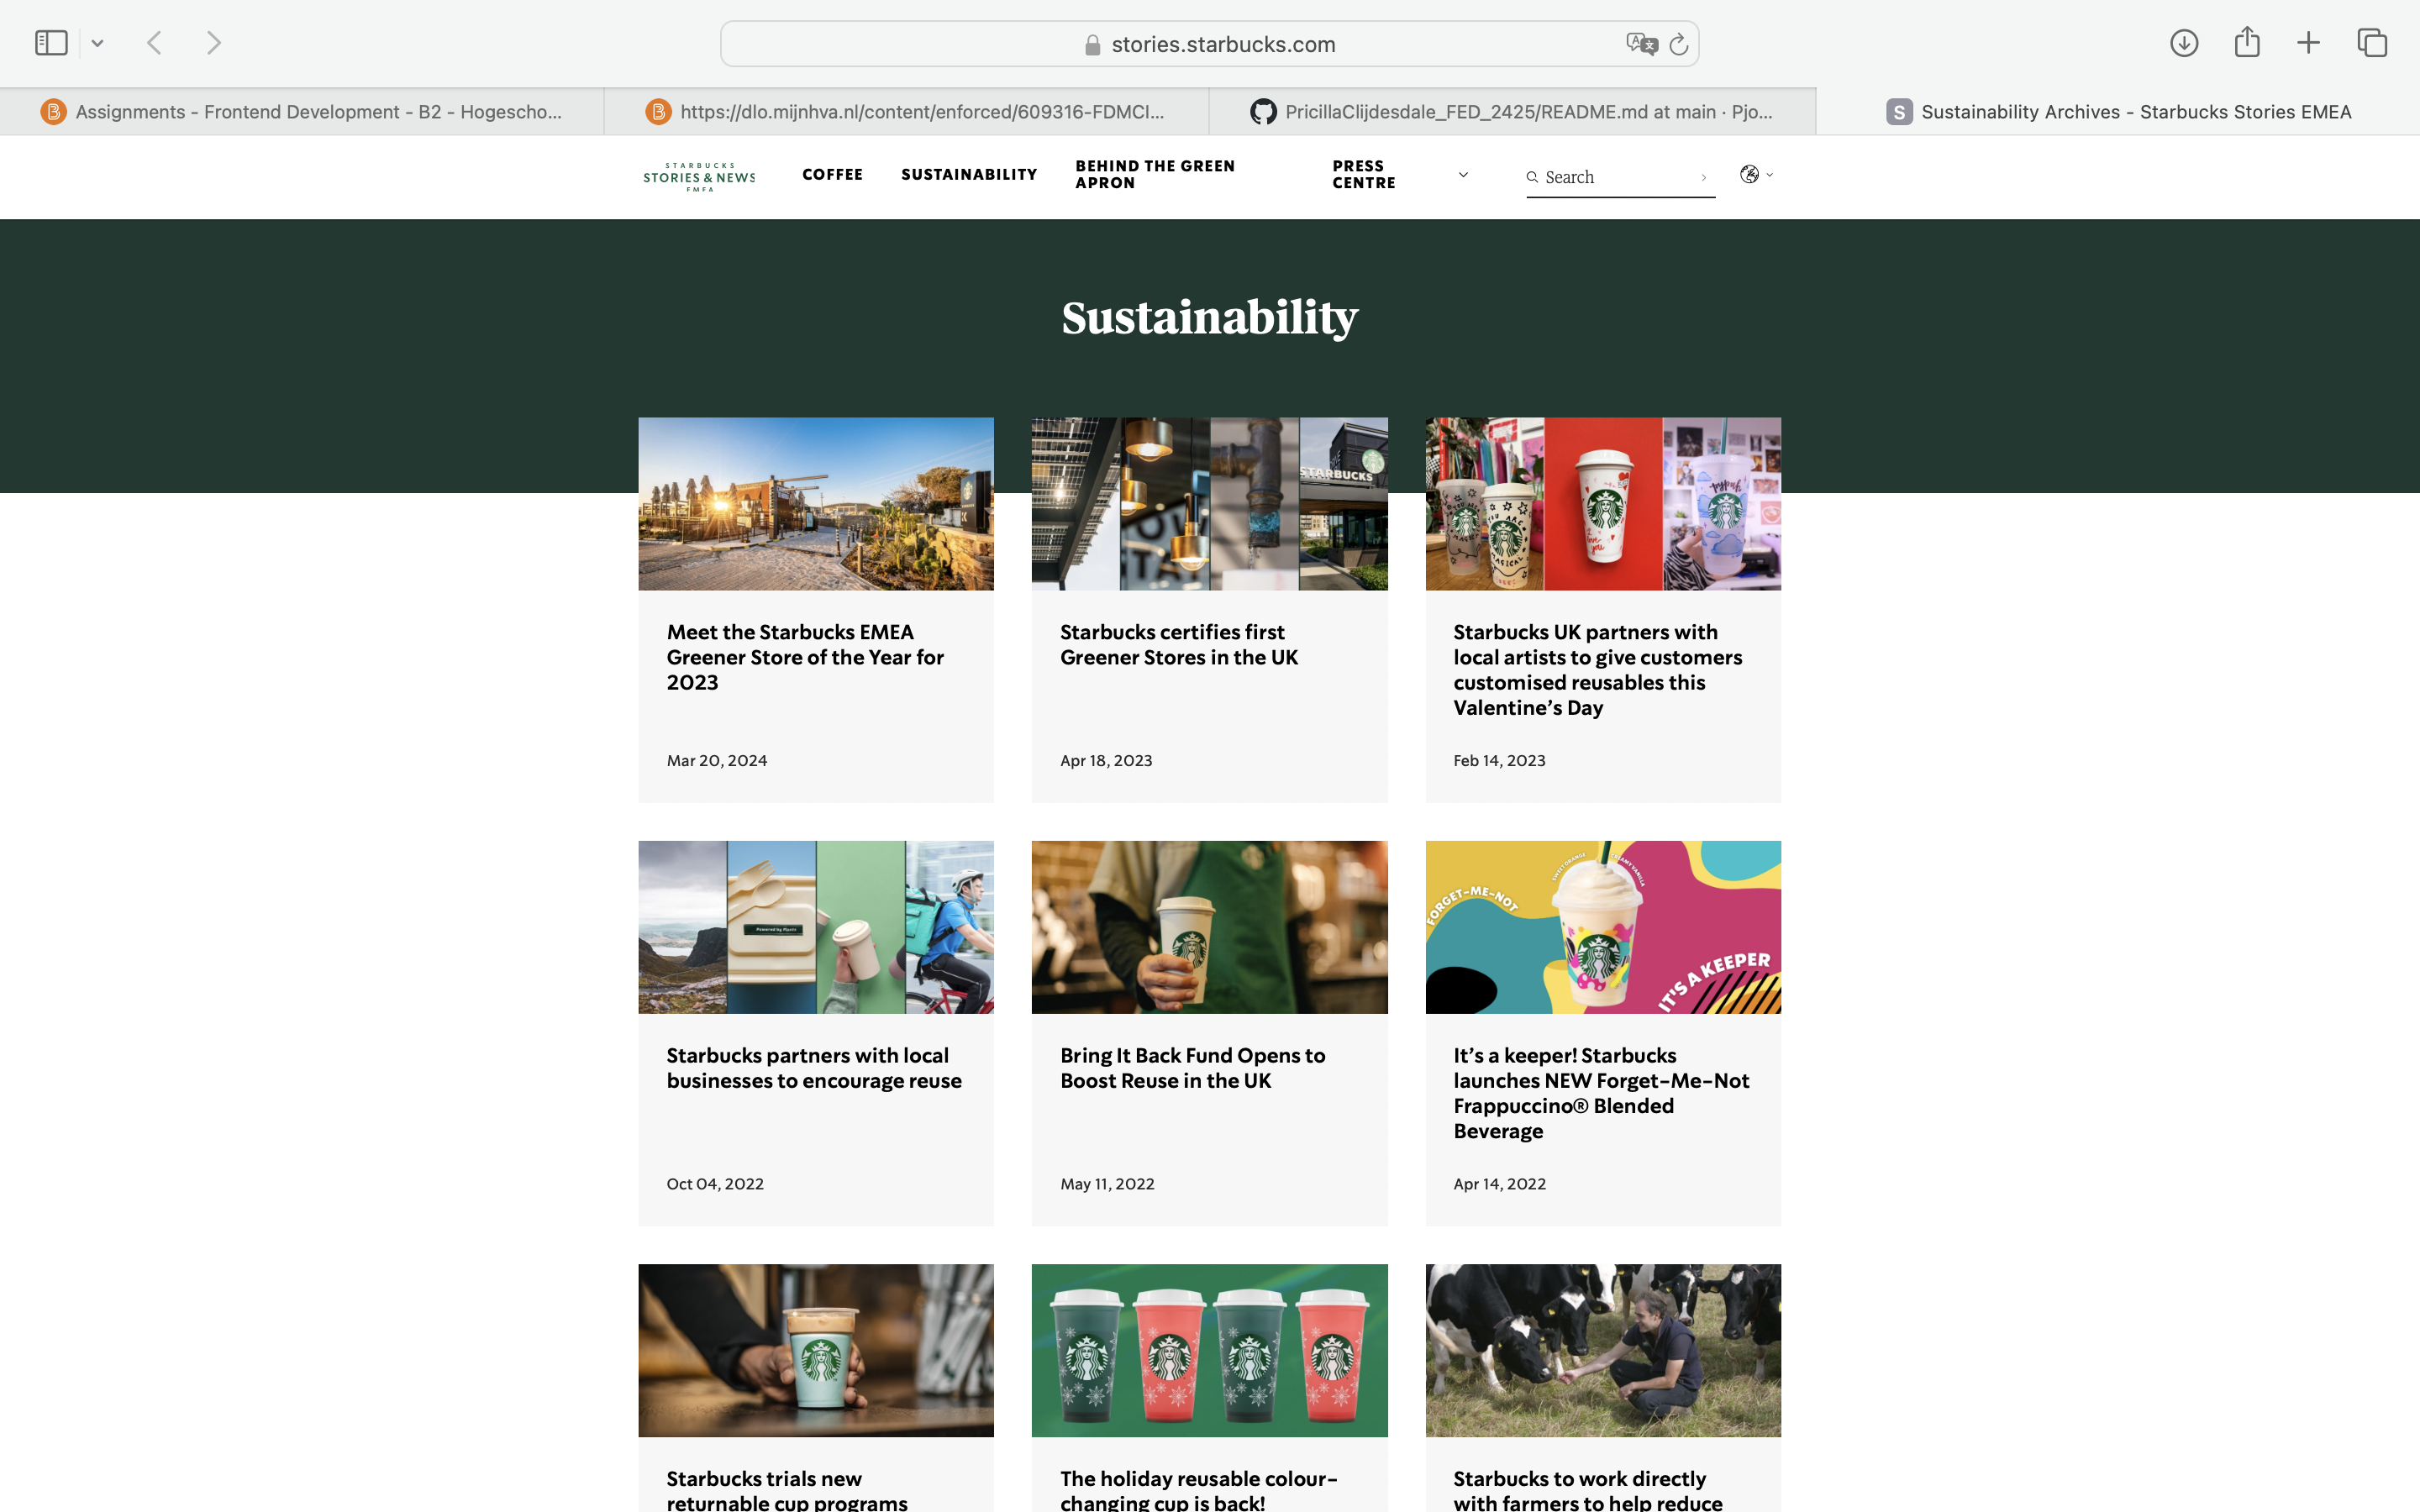 stories.starbucks.com
Assignments - Frontend Development - B2 - Hogescho...
https://dlo.mijnhva.nl/content/enforced/609316-FDMCI...
PricillaClijdesdale_FED_2425/README.md at main · Pjo...
S
Sustainability Archives - Starbucks Stories EMEA
STARBUCKS
STORIES & NEWS
EMEA
COFFEE
SUSTAINABILITY
BEHIND THE GREEN
APRON
PRESS
CENTRE
Search
Sustainability
STARBUCKS
Meet the Starbucks EMEA
Greener Store of the Year for
2023
Mar 20, 2024
Starbucks certifies first
Greener Stores in the UK
Apr 18, 2023
Starbucks UK partners with
local artists to give customers
customised reusables this
Valentine’s Day
Feb 14, 2023
FORGET-ME-NOT
IT'S A KEEPER
Starbucks partners with local
businesses to encourage reuse
Oct 04, 2022
Bring It Back Fund Opens to
Boost Reuse in the UK
May 11, 2022
It’s a keeper! Starbucks
launches NEW Forget-Me-Not
Frappuccino® Blended
Beverage
Apr 14, 2022
Starbucks trials new
returnable cup programs
The holiday reusable colour-
changing cup is back!
Starbucks to work directly
with farmers to help reduce